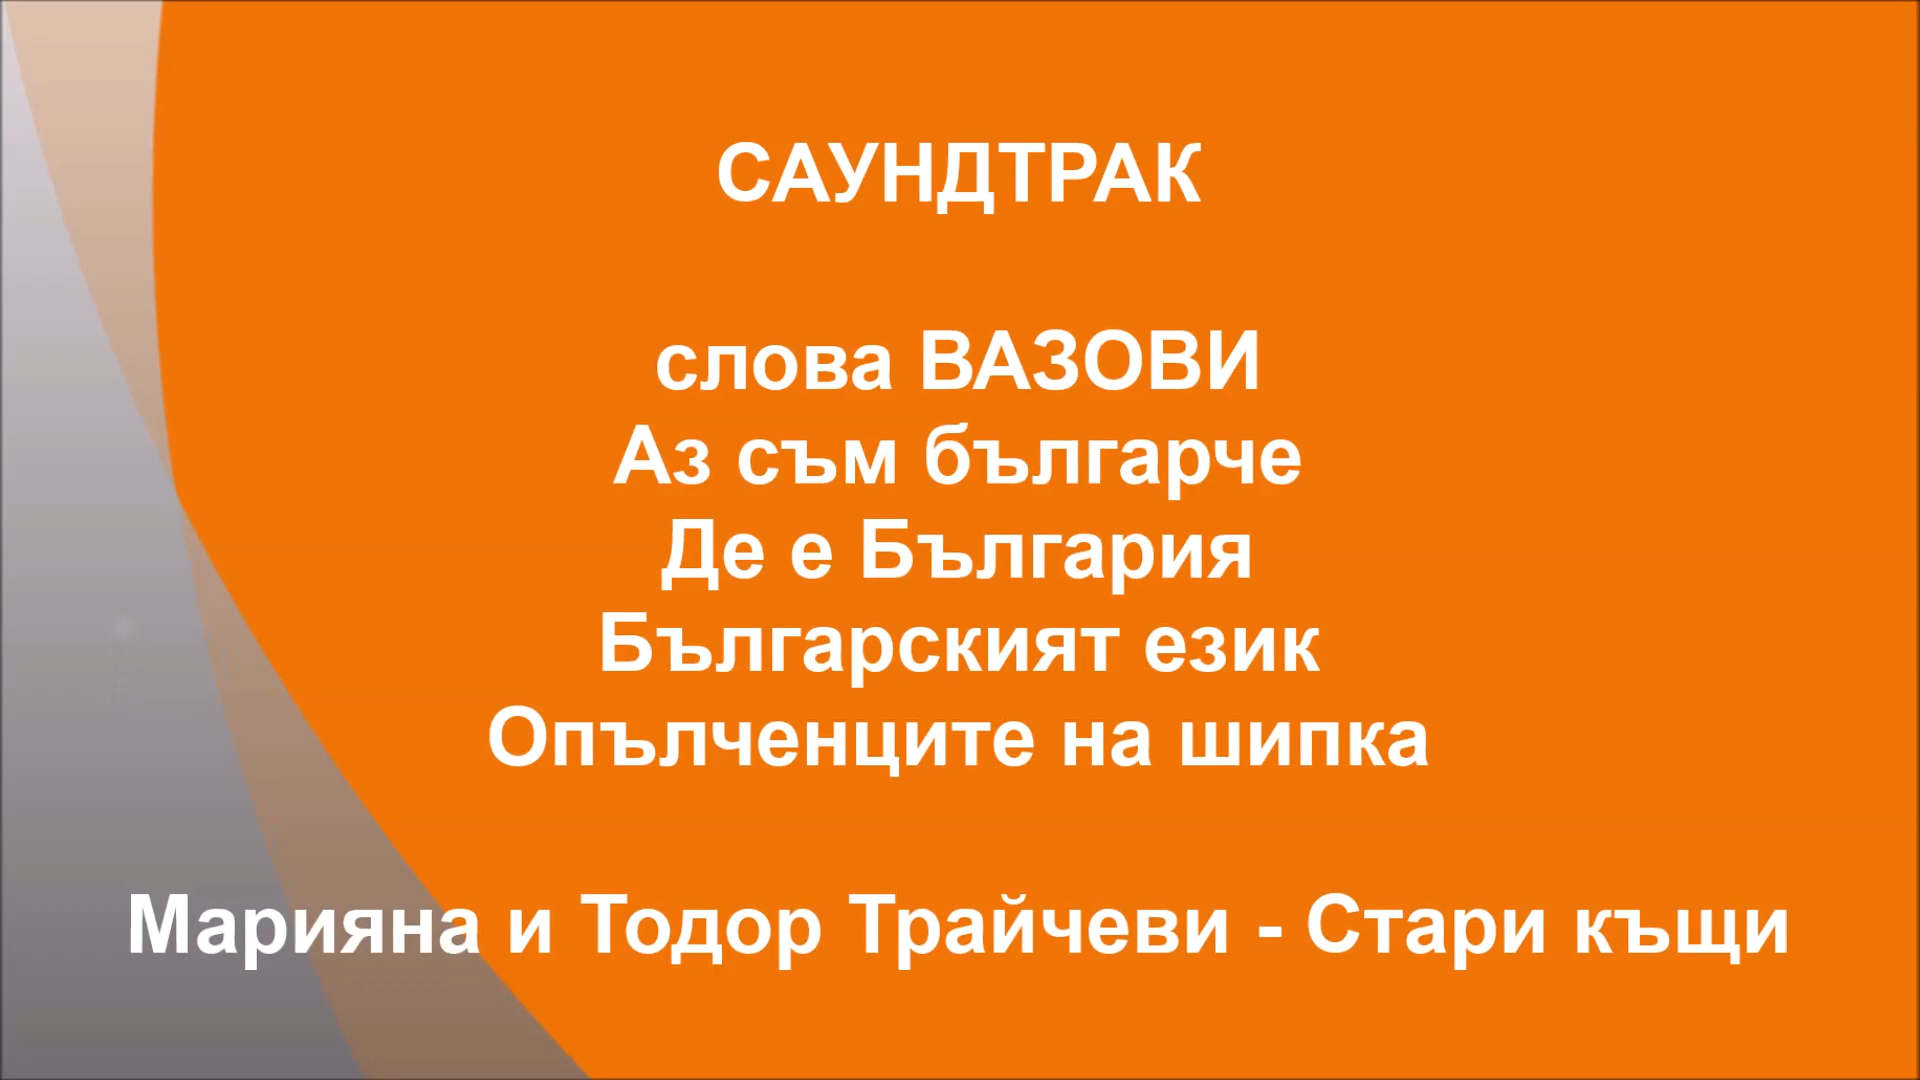 САУНДТРАК
слова ВАЗОВИ
Аз съм българче
Де е България
Българският език
Опълченците на шипка
Марияна и Тодор Трайчеви - Стари къщи